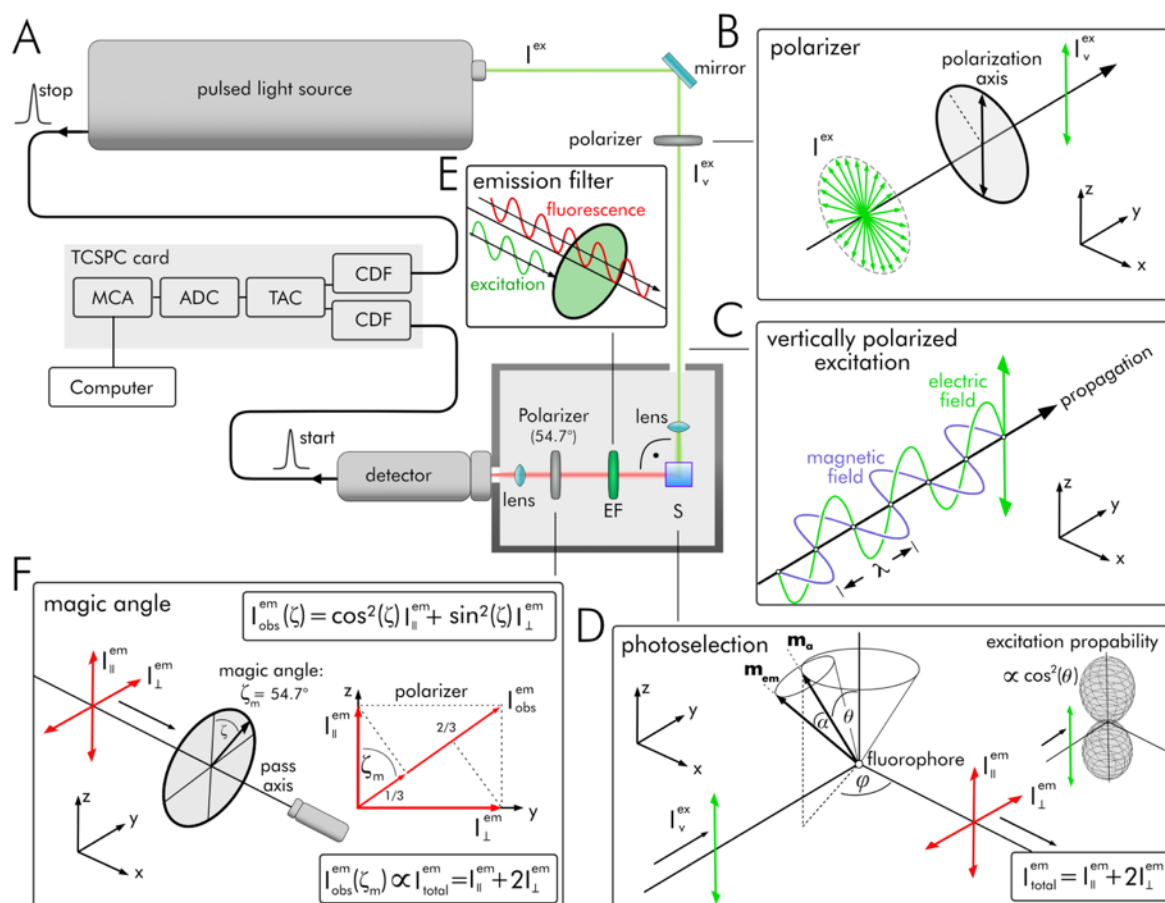 A
pulsed light source
I^ex
mirror
stop
polarizer
I_v^ex
TCSPC card
MCA
ADC
TAC
CDF
CDF
Computer
start
detector
lens
Polarizer
(54.7°)
EF
lens
S
B
polarizer
polarization
axis
I_v^ex
I^ex
z
y
x
E
emission filter
fluorescence
excitation
C
vertically polarized
excitation
electric
field
propagation
magnetic
field
λ
z
y
x
F
magic angle
I_obs^em(ζ) = cos²(ζ) I_∥^em + sin²(ζ) I_⊥^em
I_∥^em
I_⊥^em
magic angle:
ζ_m = 54.7°
ζ
pass
axis
z
y
x
z
polarizer
I_∥^em
I_obs^em
2/3
ζ_m
1/3
y
I_⊥^em
I_obs^em(ζ_m) ∝ I_total^em = I_∥^em + 2I_⊥^em
D
photoselection
m_a
m_em
α
θ
fluorophore
φ
z
y
x
I_v^ex
excitation propability
∝ cos²(θ)
I_∥^em
I_⊥^em
I_total^em = I_∥^em + 2I_⊥^em